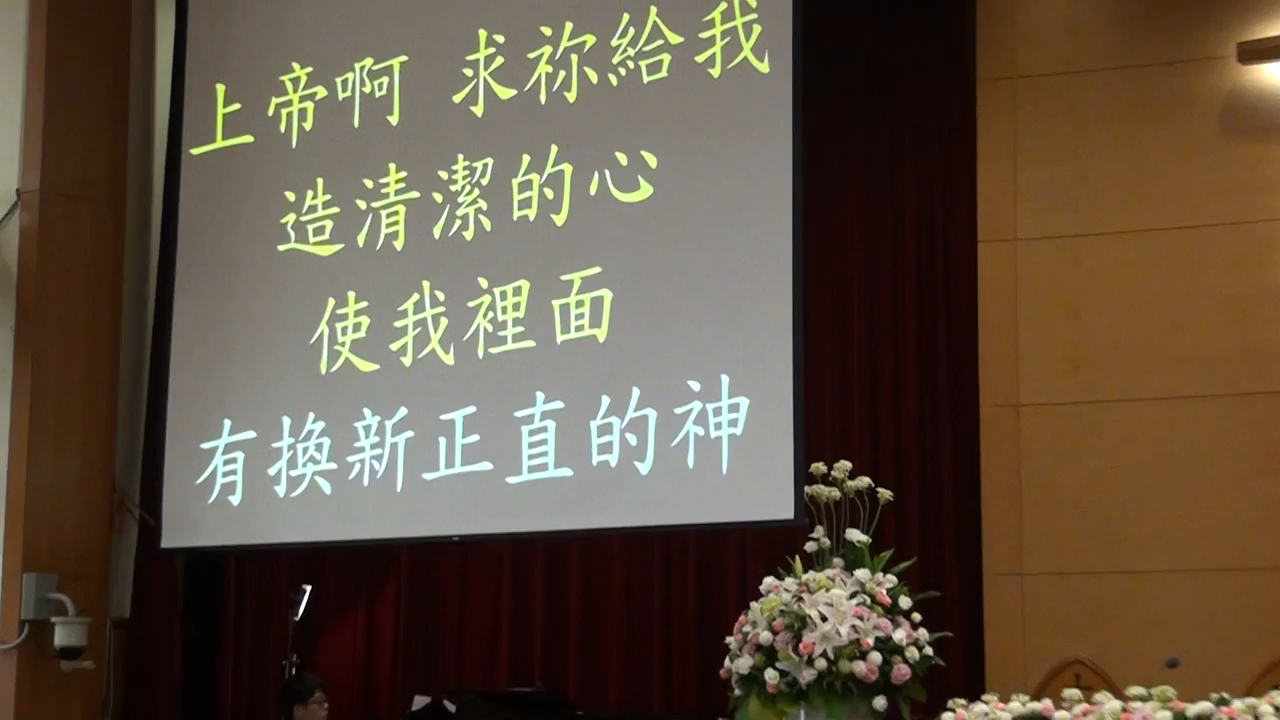 上帝啊 求祢給我
造清潔的心
使我裡面
有換新正直的神